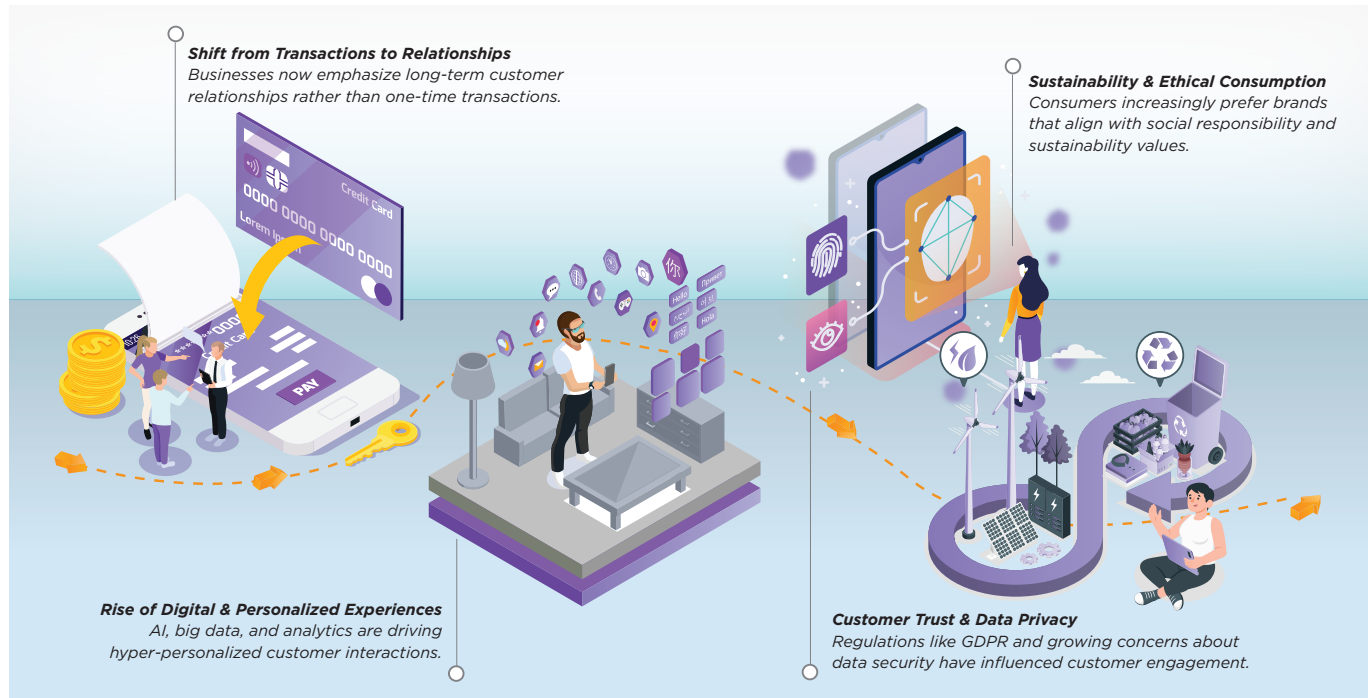 Shift from Transactions to Relationships
Businesses now emphasize long-term customer
relationships rather than one-time transactions.
Sustainability & Ethical Consumption
Consumers increasingly prefer brands
that align with social responsibility and
sustainability values.
Credit Card
0000 0000 0000 0000
Lorem Ipsum
PAY
你
Привет
Hello
Hola
Rise of Digital & Personalized Experiences
AI, big data, and analytics are driving
hyper-personalized customer interactions.
Customer Trust & Data Privacy
Regulations like GDPR and growing concerns about
data security have influenced customer engagement.